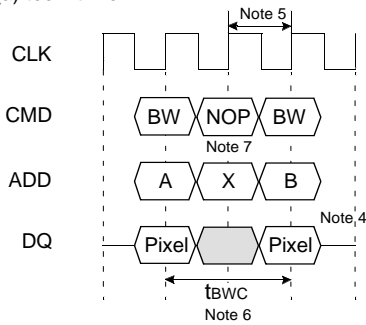 Note 5
CLK
CMD BW NOP BW
Note 7
ADD A X B
Note 4
DQ Pixel Pixel
tBWC
Note 6